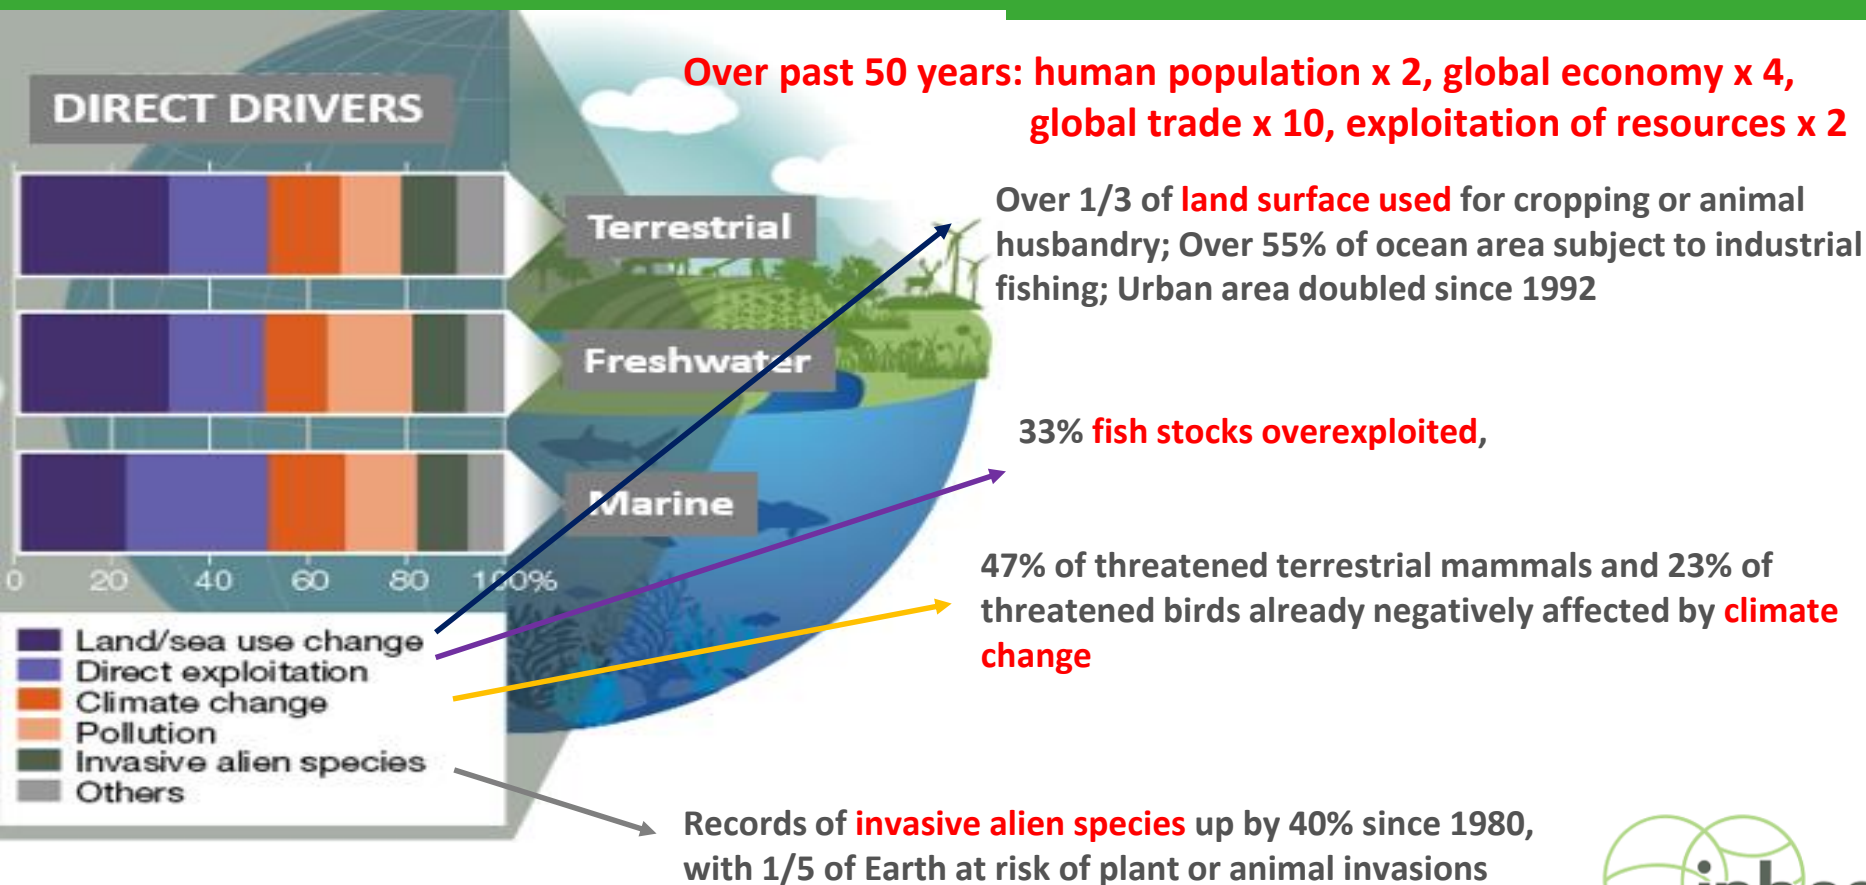 Over past 50 years: human population x 2, global economy x 4,
global trade x 10, exploitation of resources x 2
DIRECT DRIVERS
Terrestrial
Freshwater
Marine
0 20 40 60 80 100%
Land/sea use change
Direct exploitation
Climate change
Pollution
Invasive alien species
Others
Over 1/3 of land surface used for cropping or animal
husbandry; Over 55% of ocean area subject to industrial
fishing; Urban area doubled since 1992
33% fish stocks overexploited,
47% of threatened terrestrial mammals and 23% of
threatened birds already negatively affected by climate
change
Records of invasive alien species up by 40% since 1980,
with 1/5 of Earth at risk of plant or animal invasions